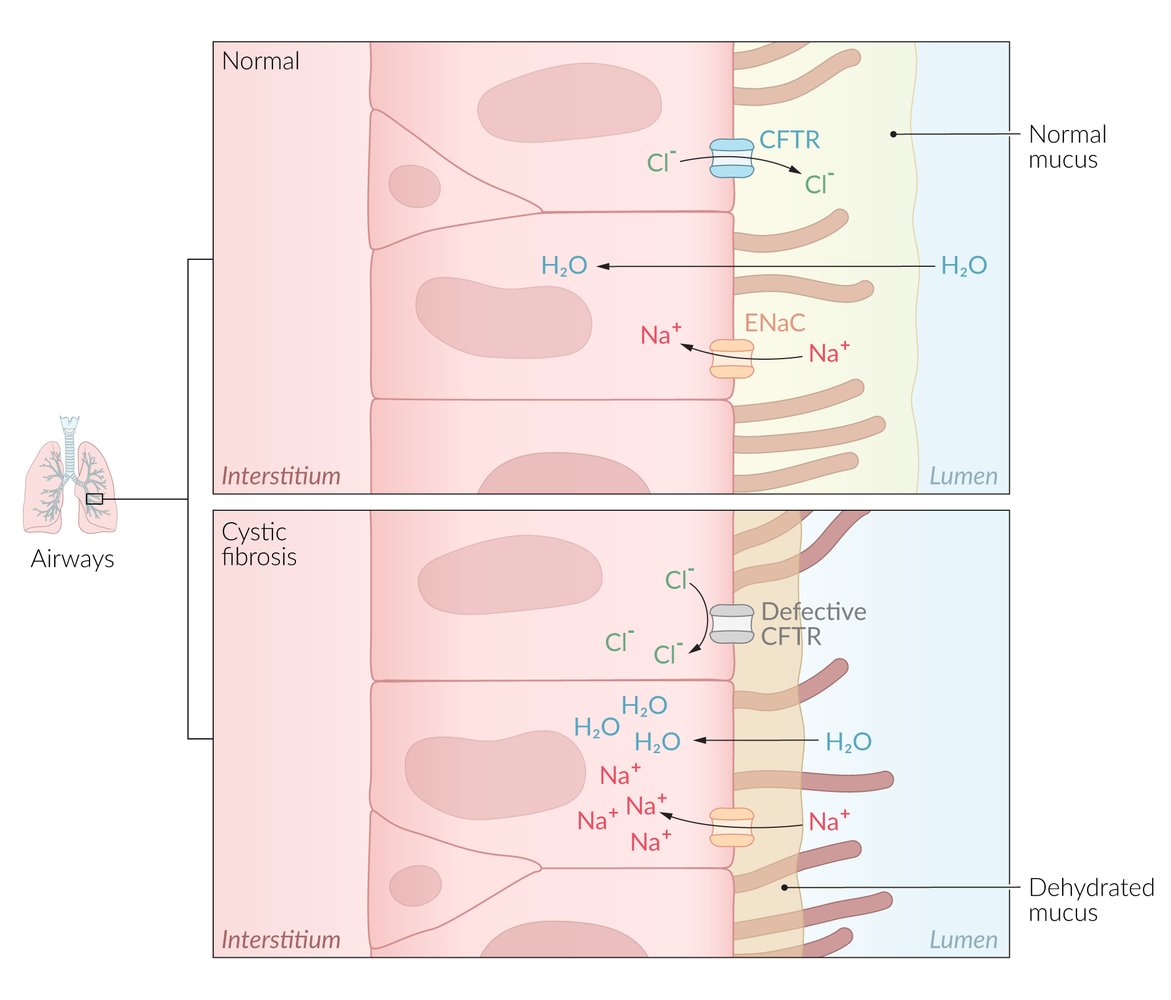 Normal
CFTR
Cl⁻
Cl⁻
Normal
mucus
H₂O
H₂O
ENaC
Na⁺
Na⁺
Interstitium
Lumen
Airways
Cystic
fibrosis
Cl⁻
Defective
CFTR
Cl⁻
Cl⁻
H₂O
H₂O
H₂O
H₂O
Na⁺
Na⁺
Na⁺
Na⁺
Na⁺
Dehydrated
mucus
Interstitium
Lumen